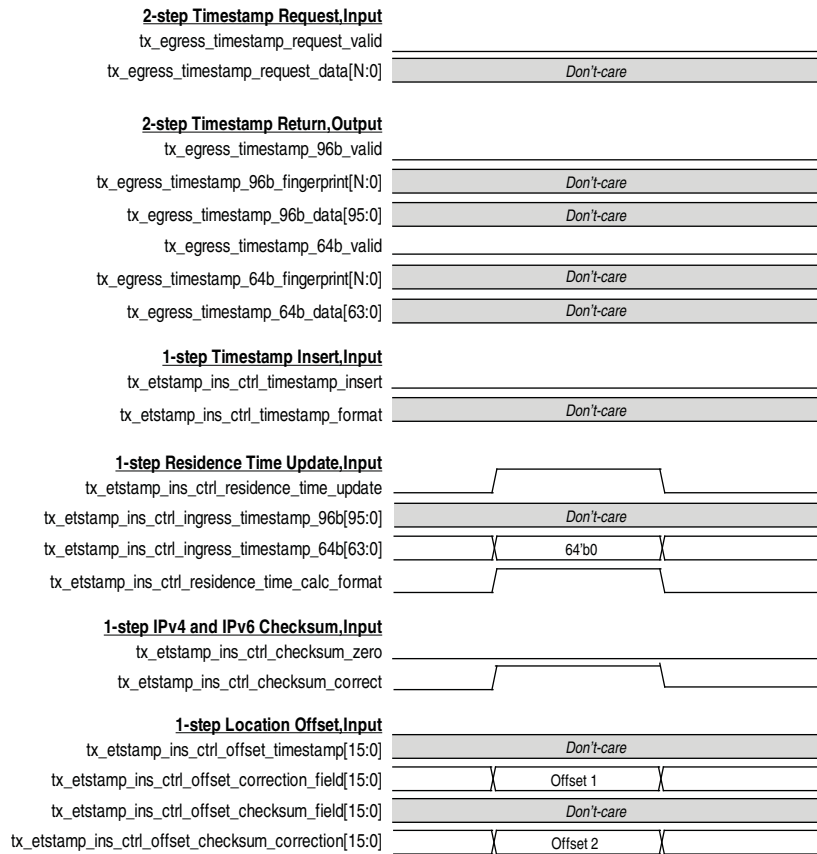 2-step Timestamp Request,Input
tx_egress_timestamp_request_valid
tx_egress_timestamp_request_data[N:0] Don't-care
2-step Timestamp Return,Output
tx_egress_timestamp_96b_valid
tx_egress_timestamp_96b_fingerprint[N:0] Don't-care
tx_egress_timestamp_96b_data[95:0] Don't-care
tx_egress_timestamp_64b_valid
tx_egress_timestamp_64b_fingerprint[N:0] Don't-care
tx_egress_timestamp_64b_data[63:0] Don't-care
1-step Timestamp Insert,Input
tx_etstamp_ins_ctrl_timestamp_insert
tx_etstamp_ins_ctrl_timestamp_format Don't-care
1-step Residence Time Update,Input
tx_etstamp_ins_ctrl_residence_time_update
tx_etstamp_ins_ctrl_ingress_timestamp_96b[95:0] Don't-care
tx_etstamp_ins_ctrl_ingress_timestamp_64b[63:0] 64'b0
tx_etstamp_ins_ctrl_residence_time_calc_format
1-step IPv4 and IPv6 Checksum,Input
tx_etstamp_ins_ctrl_checksum_zero
tx_etstamp_ins_ctrl_checksum_correct
1-step Location Offset,Input
tx_etstamp_ins_ctrl_offset_timestamp[15:0] Don't-care
tx_etstamp_ins_ctrl_offset_correction_field[15:0] Offset 1
tx_etstamp_ins_ctrl_offset_checksum_field[15:0] Don't-care
tx_etstamp_ins_ctrl_offset_checksum_correction[15:0] Offset 2